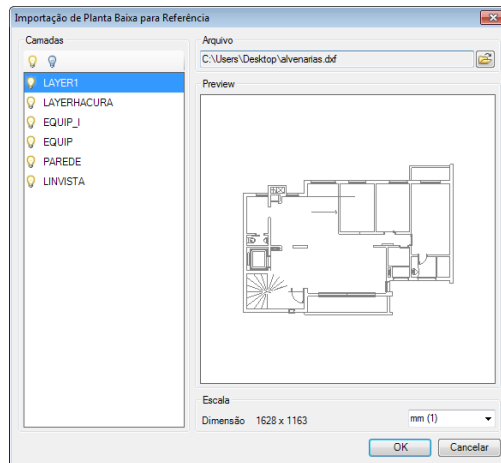 Importação de Planta Baixa para Referência
Camadas
LAYER1
LAYERHACURA
EQUIP_I
EQUIP
PAREDE
LINVISTA
Arquivo
C:\Users\Desktop\alvenarias.dxf
Preview
Escala
Dimensão 1628 x 1163
mm (1)
OK
Cancelar